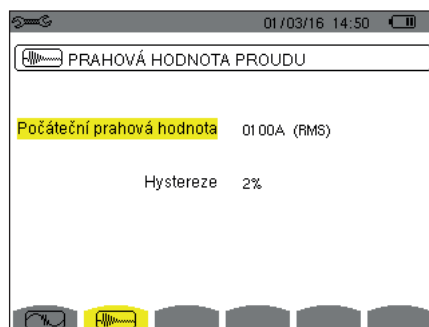 01/03/16 14:50
PRAHOVÁ HODNOTA PROUDU
Počáteční prahová hodnota 0100A (RMS)
Hystereze 2%